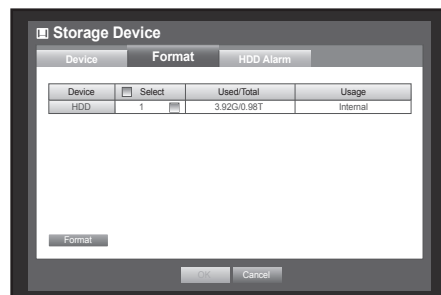 Storage Device
Device Format HDD Alarm
Device Select Used/Total Usage
HDD 1 3.92G/0.98T Internal
Format
OK Cancel